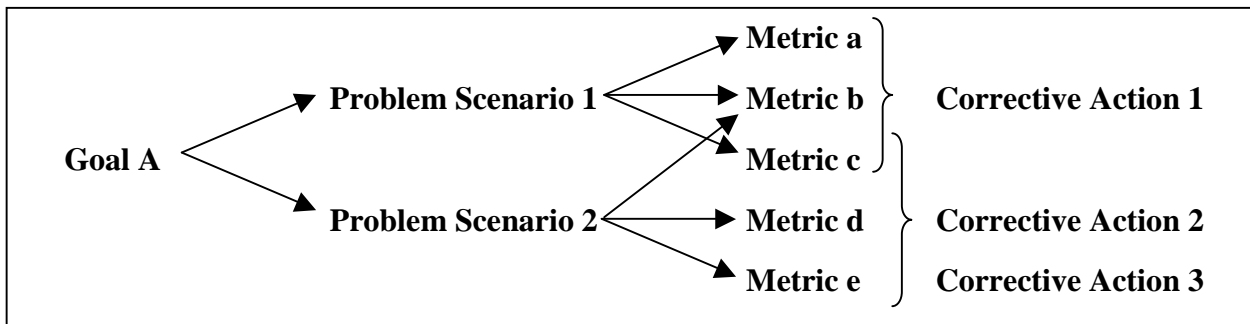 Metric a
Problem Scenario 1
Metric b
Corrective Action 1
Goal A
Metric c
Problem Scenario 2
Metric d
Corrective Action 2
Metric e
Corrective Action 3